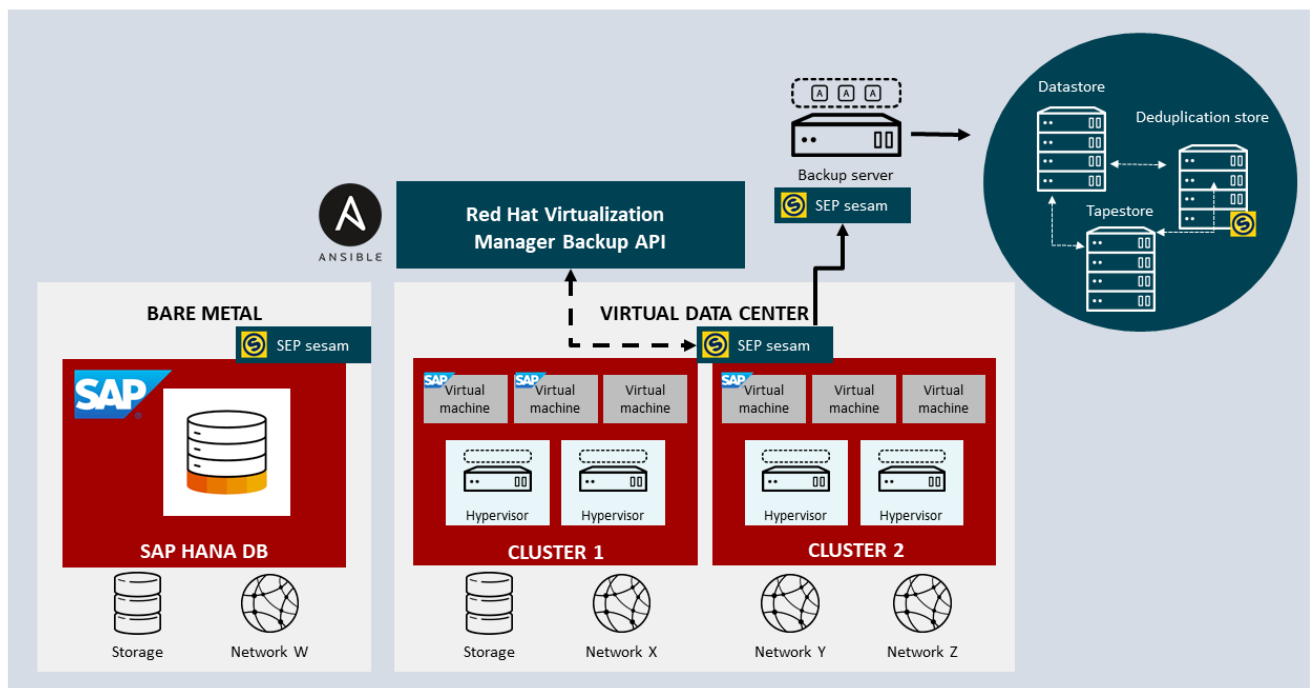 A A A
Backup server
SEP sesam
Datastore
Deduplication store
Tapestore
ANSIBLE
Red Hat Virtualization
Manager Backup API
BARE METAL
SEP sesam
SAP
SAP HANA DB
Storage
Network W
VIRTUAL DATA CENTER
SEP sesam
SAP
Virtual
machine
SAP
Virtual
machine
Virtual
machine
Hypervisor
Hypervisor
CLUSTER 1
SAP
Virtual
machine
Virtual
machine
Virtual
machine
Hypervisor
Hypervisor
CLUSTER 2
Storage
Network X
Network Y
Network Z